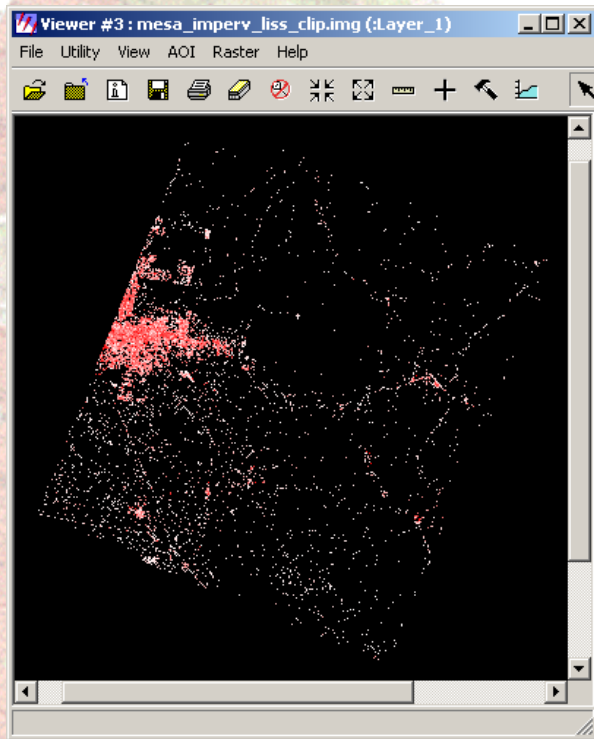 Viewer #3 : mesa_imperv_liss_clip.img (:Layer_1)
File Utility View AOI Raster Help